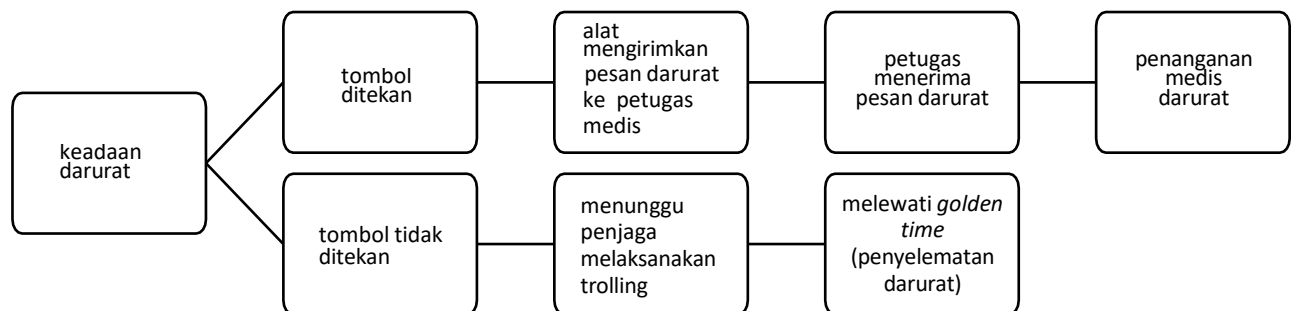 keadaan
darurat
tombol
ditekan
alat
mengirimkan
pesan darurat
ke petugas
medis
petugas
menerima
pesan darurat
penanganan
medis
darurat
tombol tidak
ditekan
menunggu
penjaga
melaksanakan
trolling
melewati golden
time
(penyelematan
darurat)